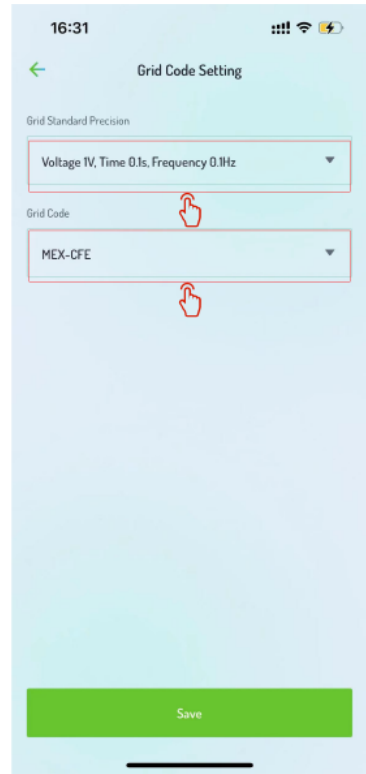 16:31
Grid Code Setting
Grid Standard Precision
Voltage 1V, Time 0.1s, Frequency 0.1Hz
Grid Code
MEX-CFE
Save